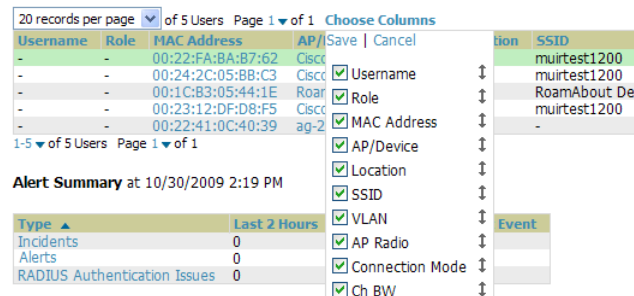 20 records per page of 5 Users Page 1 of 1 Choose Columns
Username Role MAC Address AP/ Save | Cancel tion SSID
- - 00:22:FA:BA:B7:62 Cisc muirtest1200
- - 00:24:2C:05:BB:C3 Cisc Username muirtest1200
- - 00:1C:B3:05:44:1E Roar Role RoamAbout De
- - 00:23:12:DF:D8:F5 Cisc MAC Address muirtest1200
- - 00:22:41:0C:40:39 ag-2 AP/Device -
1-5 of 5 Users Page 1 of 1
Location
Alert Summary at 10/30/2009 2:19 PM
SSID
Type Last 2 Hours VLAN Event
Incidents 0 AP Radio
Alerts 0
RADIUS Authentication Issues 0 Connection Mode
Ch BW